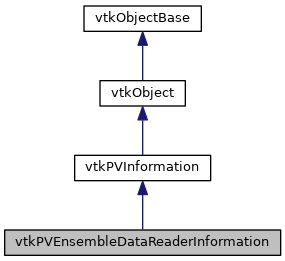 vtkObjectBase
vtkObject
vtkPVInformation
vtkPVEnsembleDataReaderInformation